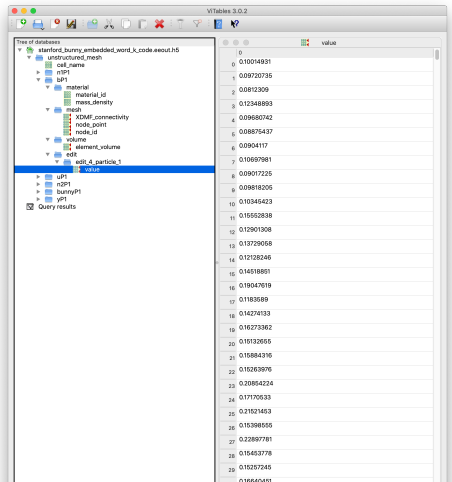 ViTables 3.0.2
Tree of databases
stanford_bunny_embedded_word_k_code.eeout.h5
unstructured_mesh
cell_name
n1P1
bP1
material
material_id
mass_density
mesh
XDMF_connectivity
node_point
node_id
volume
element_volume
edit
edit_4_particle_1
value
uP1
n2P1
bunnyP1
yP1
Query results
value
0
0 0.10014931
1 0.09720735
2 0.0812309
3 0.12348893
4 0.09680742
5 0.08875437
6 0.0904117
7 0.10697981
8 0.09017225
9 0.09818205
10 0.10345423
11 0.15552838
12 0.12901308
13 0.13729058
14 0.12128246
15 0.14518851
16 0.19047619
17 0.1183589
18 0.14274133
19 0.16273362
20 0.15132655
21 0.15884316
22 0.15263976
23 0.20854224
24 0.17170533
25 0.21521453
26 0.15398555
27 0.22897781
28 0.15453778
29 0.15257245